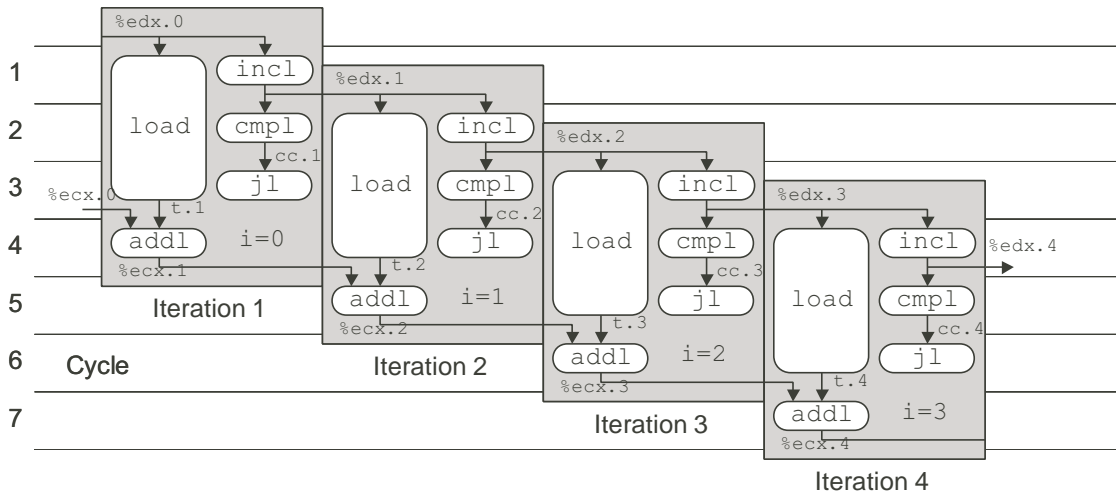 %edx.0
1
incl
%edx.1
load
2
cmpl
incl
%edx.2
cc.1
load
3
jl
cmpl
incl
%edx.3
%ecx.0
t.1
cc.2
load
4
addl
i=0
jl
cmpl
incl
%edx.4
%ecx.1
t.2
cc.3
load
5
Iteration 1
addl
i=1
jl
cmpl
%ecx.2
t.3
cc.4
6
Cycle
Iteration 2
addl
i=2
jl
%ecx.3
t.4
7
Iteration 3
addl
i=3
%ecx.4
Iteration 4